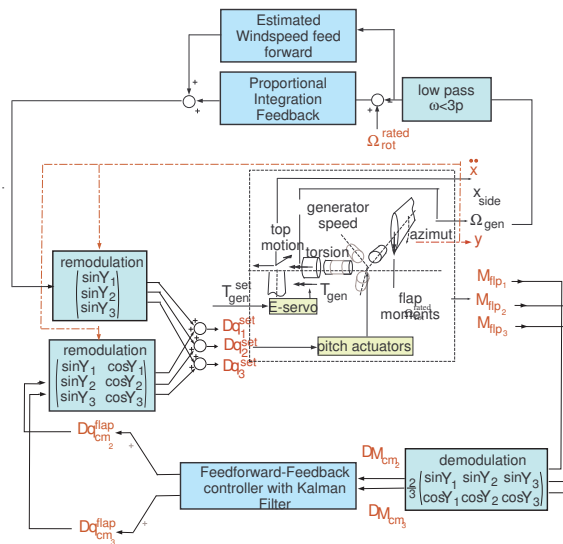 Estimated
Windspeed feed
forward
Proportional
Integration
Feedback
low pass
ω<3p
Ω rated
rot
ẍ
x side
generator
speed
Ω gen
azimut
y
top
motion
torsion
remodulation
sinY1
sinY2
sinY3
T set
gen
T gen
E-servo
flap
moments
rated
M flp1
M flp2
M flp3
pitch actuators
Dq set
1
Dq set
2
Dq set
3
remodulation
sinY1 cosY1
sinY2 cosY2
sinY3 cosY3
Dq flap
cm2
Feedforward-Feedback
controller with Kalman
Filter
DM cm2
DM cm3
demodulation
2
3
sinY1 sinY2 sinY3
cosY1 cosY2 cosY3
Dq flap
cm3